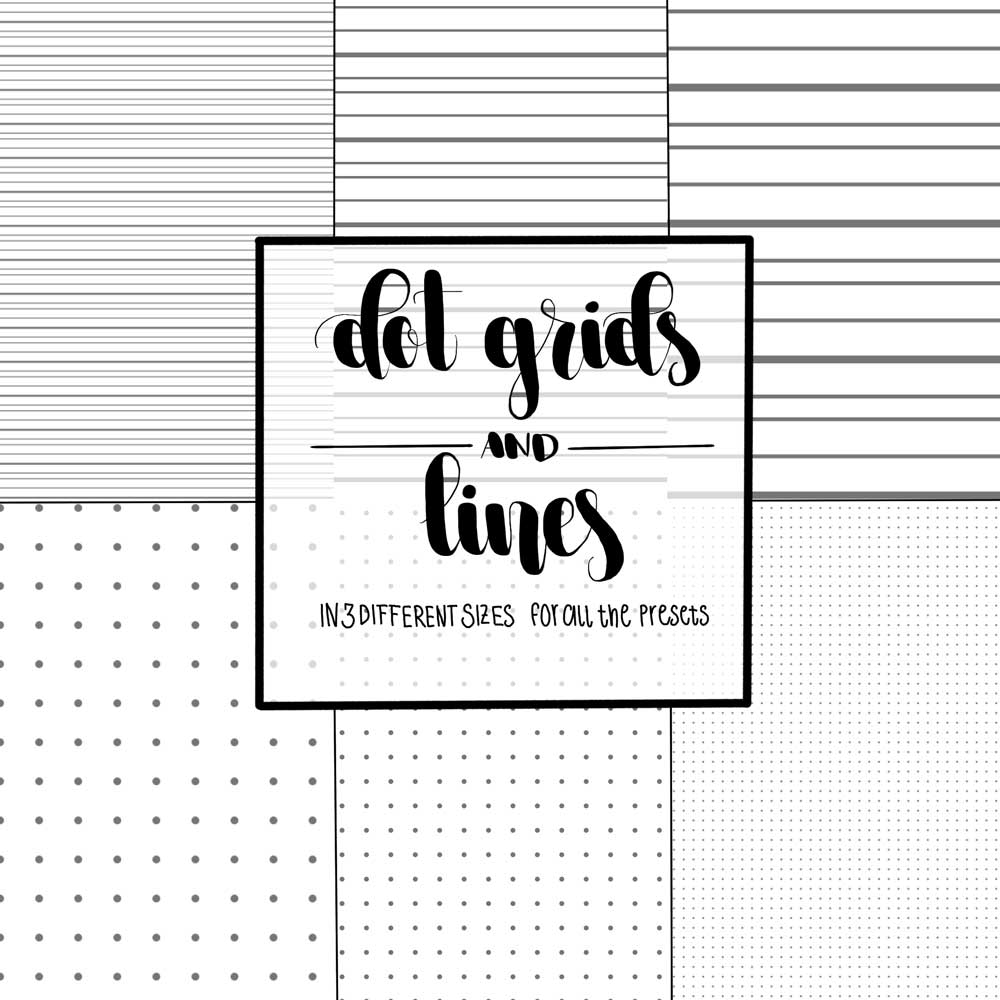 dot grids
AND
lines
IN 3 DIFFERENT SIZES for all the Presets